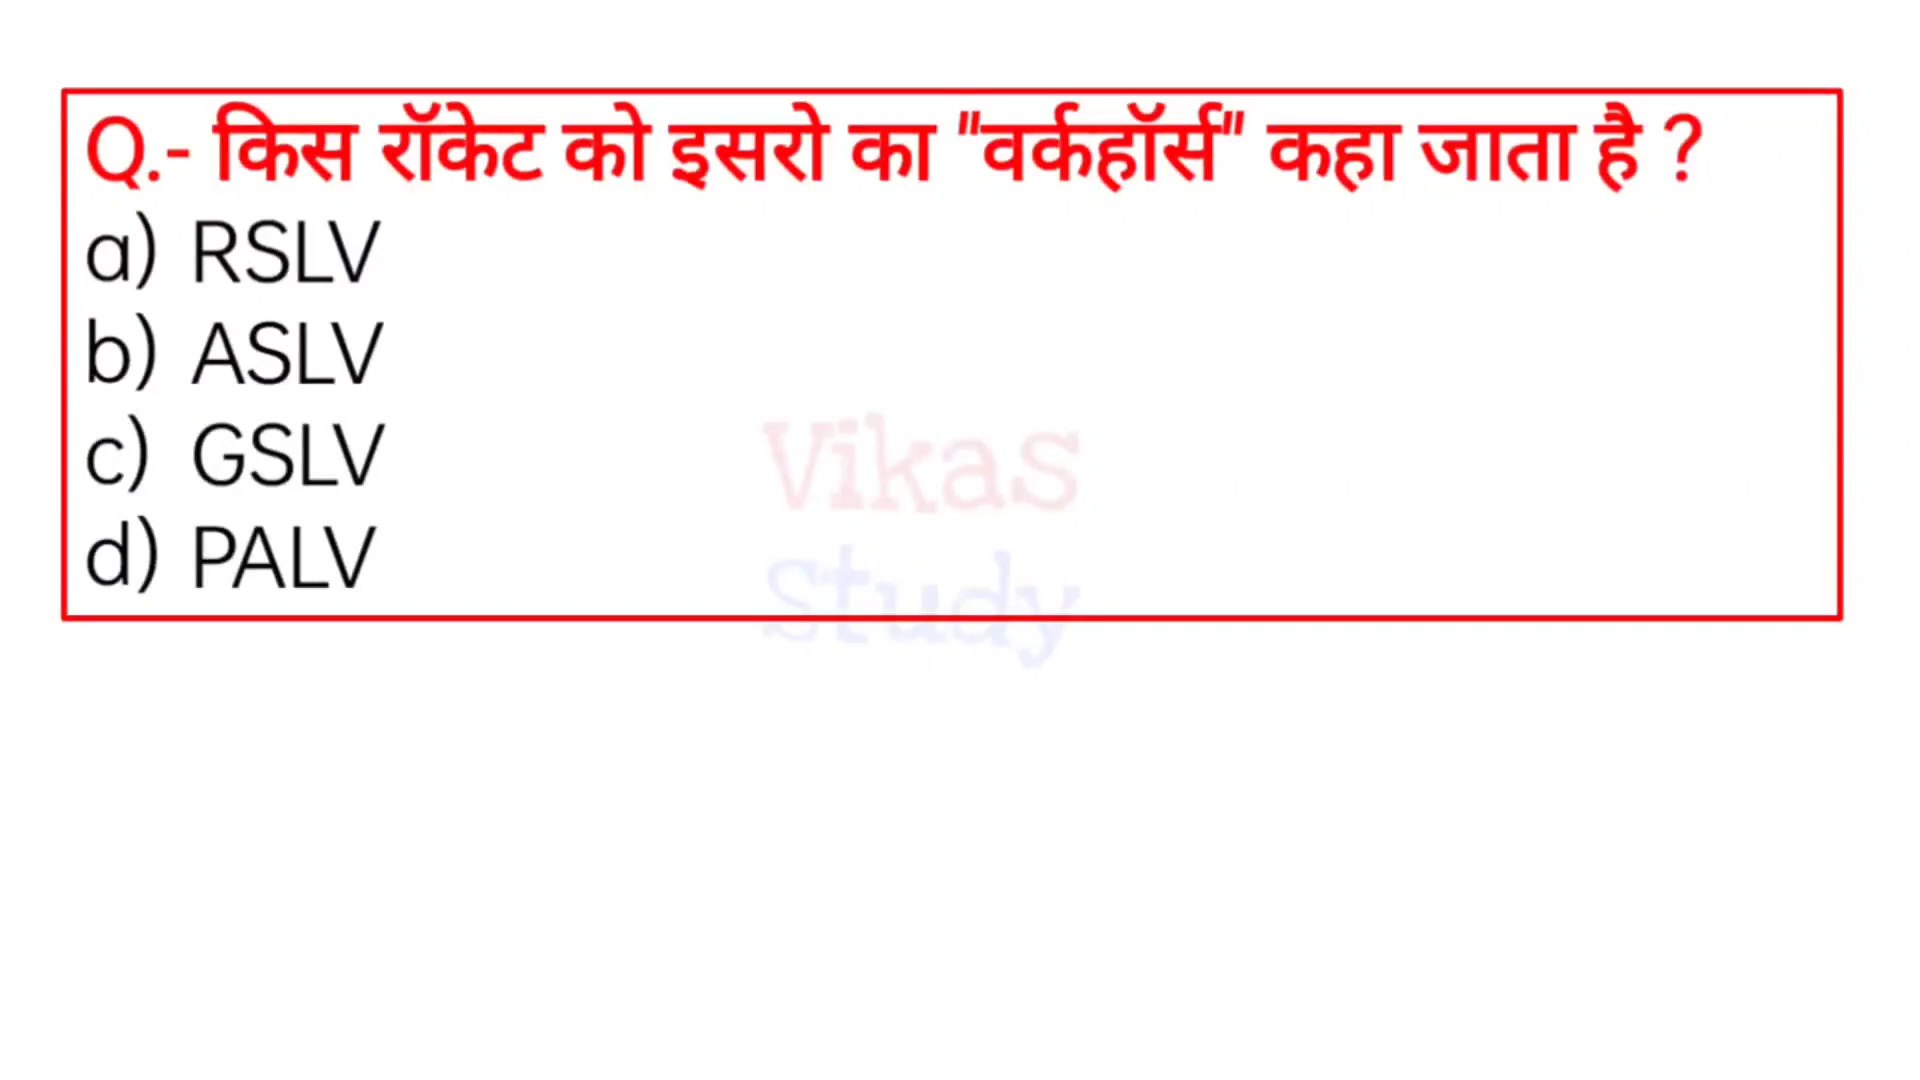 Q.- किस रॉकेट को इसरो का "वर्कहॉर्स" कहा जाता है ?
a) RSLV
b) ASLV
c) GSLV
d) PALV
Vikas
Study